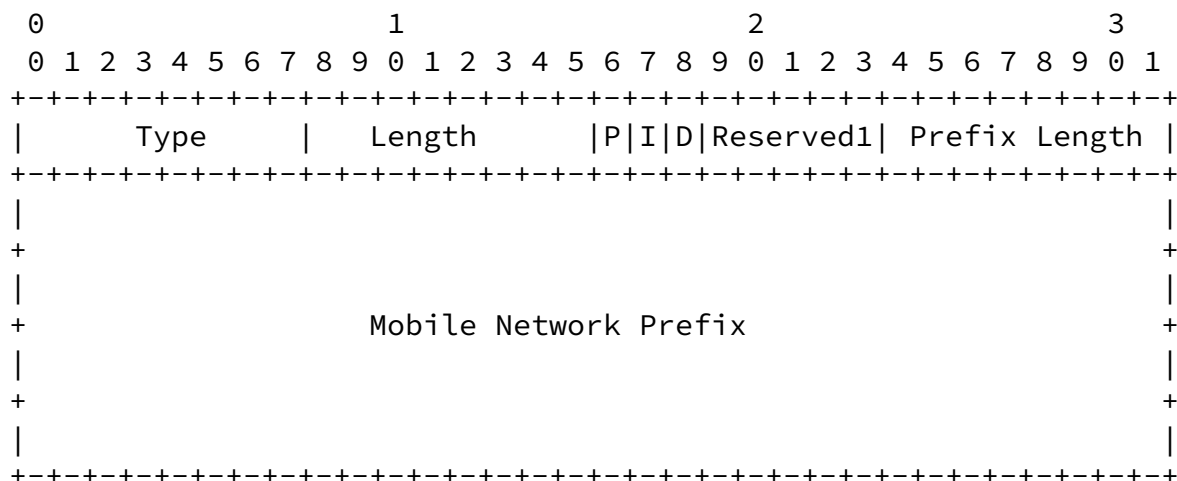 0                   1                   2                   3
 0 1 2 3 4 5 6 7 8 9 0 1 2 3 4 5 6 7 8 9 0 1 2 3 4 5 6 7 8 9 0 1
+-+-+-+-+-+-+-+-+-+-+-+-+-+-+-+-+-+-+-+-+-+-+-+-+-+-+-+-+-+-+-+-+
|      Type     |   Length      |P|I|D|Reserved1| Prefix Length |
+-+-+-+-+-+-+-+-+-+-+-+-+-+-+-+-+-+-+-+-+-+-+-+-+-+-+-+-+-+-+-+-+
|                                                               |
+                                                               +
|                                                               |
+                   Mobile Network Prefix                       +
|                                                               |
+                                                               +
|                                                               |
+-+-+-+-+-+-+-+-+-+-+-+-+-+-+-+-+-+-+-+-+-+-+-+-+-+-+-+-+-+-+-+-+